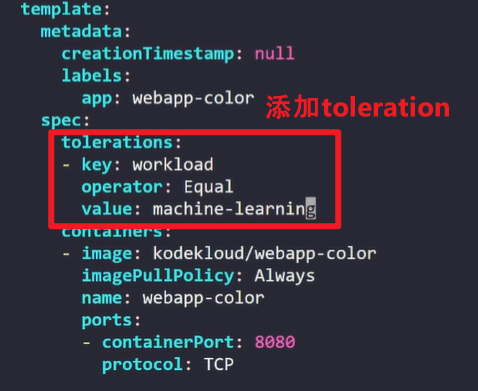 template:
metadata:
creationTimestamp: null
labels:
app: webapp-color
添加toleration
spec:
tolerations:
- key: workload
operator: Equal
value: machine-learning
containers:
- image: kodekloud/webapp-color
imagePullPolicy: Always
name: webapp-color
ports:
- containerPort: 8080
protocol: TCP